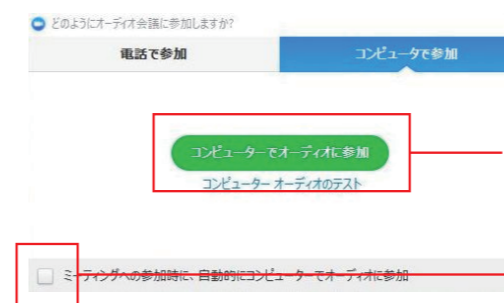 どのようにオーディオ会議に参加しますか?
電話で参加 コンピュータで参加
コンピューターでオーディオに参加
コンピューター オーディオのテスト
ミーティングへの参加時に、自動的にコンピューターでオーディオに参加